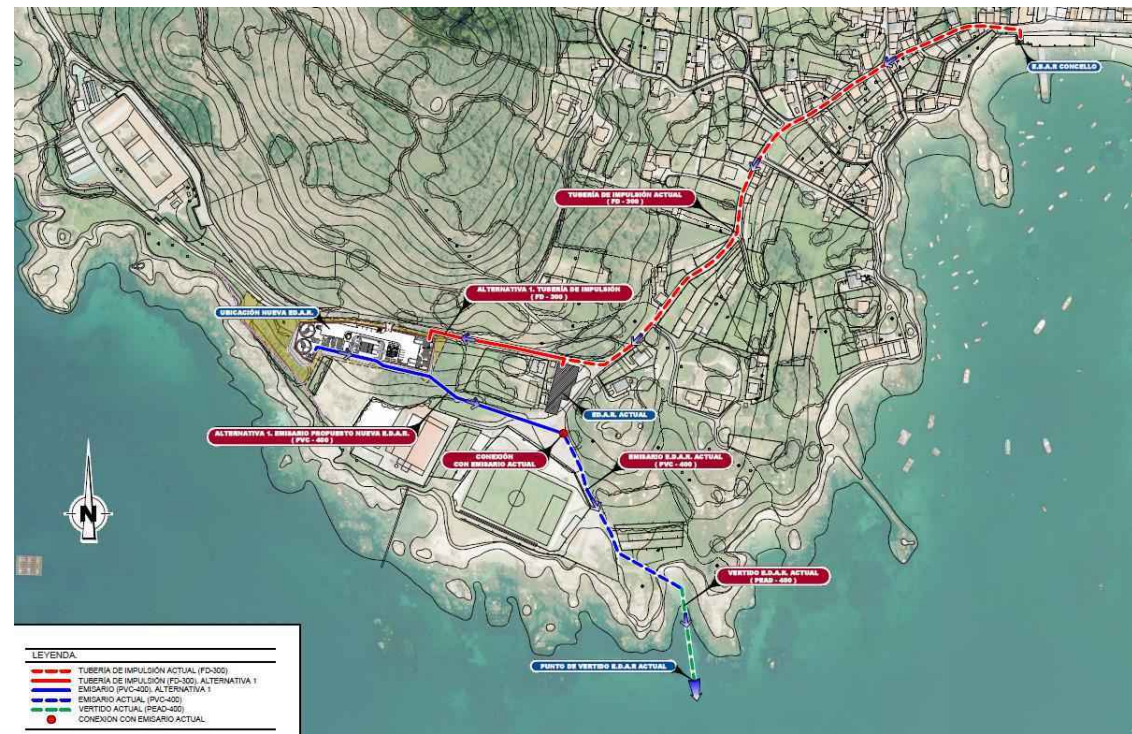 E.B.A.R CONCELLO
TUBERÍA DE IMPULSIÓN ACTUAL
( FD - 300 )
ALTERNATIVA 1. TUBERÍA DE IMPULSIÓN
( FD - 300 )
UBICACIÓN NUEVA E.D.A.R.
E.D.A.R. ACTUAL
ALTERNATIVA 1. EMISARIO PROPUESTO NUEVA E.D.A.R.
( PVC - 400 )
CONEXIÓN
CON EMISARIO ACTUAL
EMISARIO E.D.A.R. ACTUAL
( PVC - 400 )
N
VERTIDO E.D.A.R. ACTUAL
( PEAD - 400 )
PUNTO DE VERTIDO E.D.A.R ACTUAL
LEYENDA.
TUBERÍA DE IMPULSIÓN ACTUAL (FD-300)
TUBERÍA DE IMPULSIÓN (FD-300). ALTERNATIVA 1
EMISARIO (PVC-400). ALTERNATIVA 1
EMISARIO ACTUAL (PVC-400)
VERTIDO ACTUAL (PEAD-400)
CONEXIÓN CON EMISARIO ACTUAL